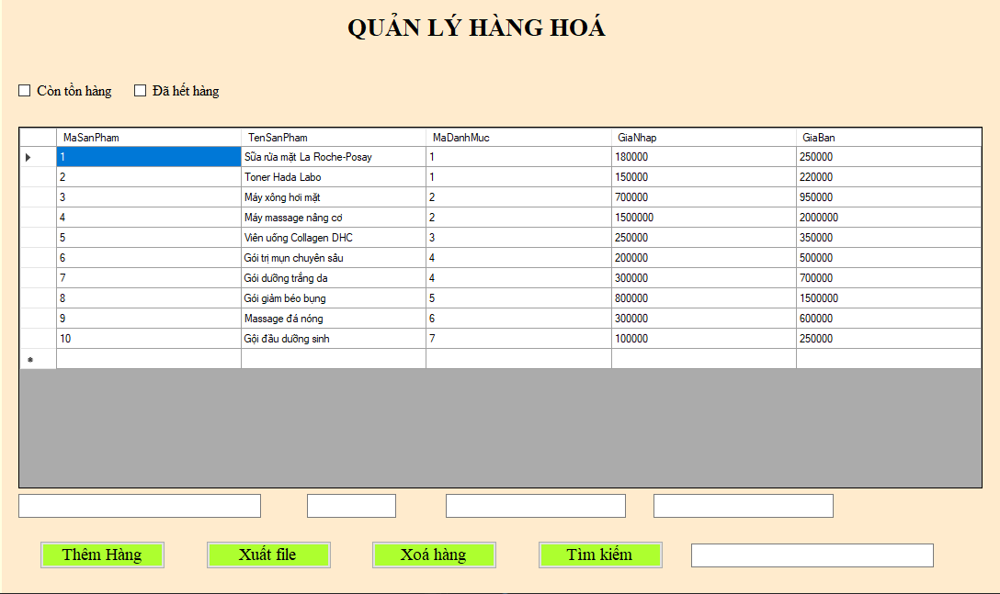 QUẢN LÝ HÀNG HOÁ
Còn tồn hàng Đã hết hàng
MaSanPham TenSanPham MaDanhMuc GiaNhap GiaBan
1 Sữa rửa mặt La Roche-Posay 1 180000 250000
2 Toner Hada Labo 1 150000 220000
3 Máy xông hơi mặt 2 700000 950000
4 Máy massage nâng cơ 2 1500000 2000000
5 Viên uống Collagen DHC 3 250000 350000
6 Gói trị mụn chuyên sâu 4 200000 500000
7 Gói dưỡng trắng da 4 300000 700000
8 Gói giảm béo bụng 5 800000 1500000
9 Massage đá nóng 6 300000 600000
10 Gội đầu dưỡng sinh 7 100000 250000
Thêm Hàng Xuất file Xoá hàng Tìm kiếm